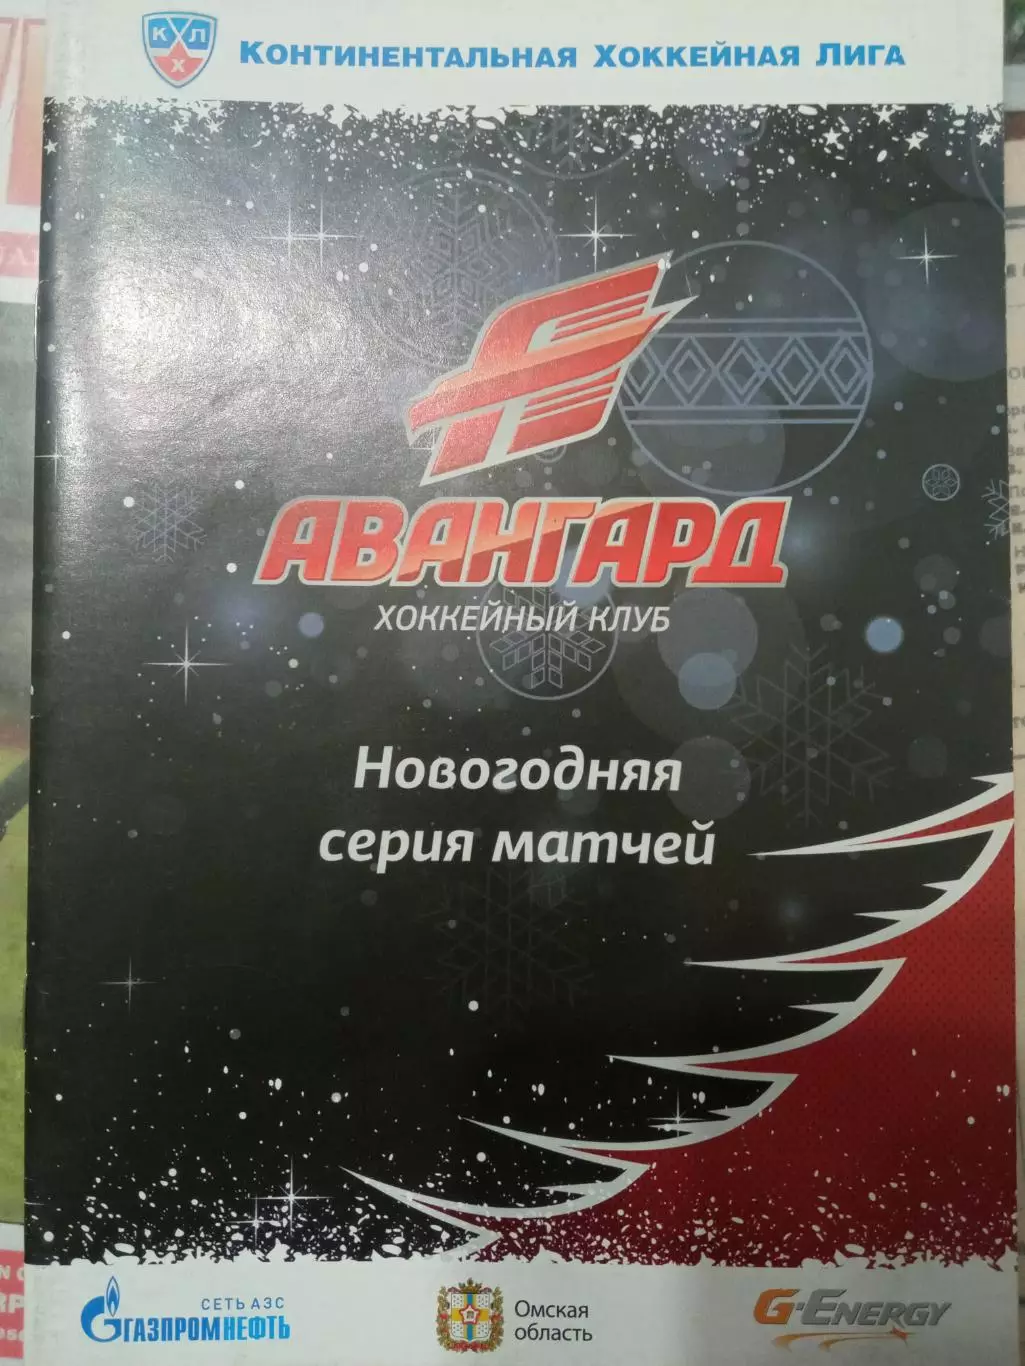 КХЛ
Континентальная Хоккейная Лига
АВАНГАРД
ХОККЕЙНЫЙ КЛУБ
Новогодняя
серия матчей
СЕТЬ АЗС
ГАЗПРОМНЕФТЬ
Омская
область
G-Energy